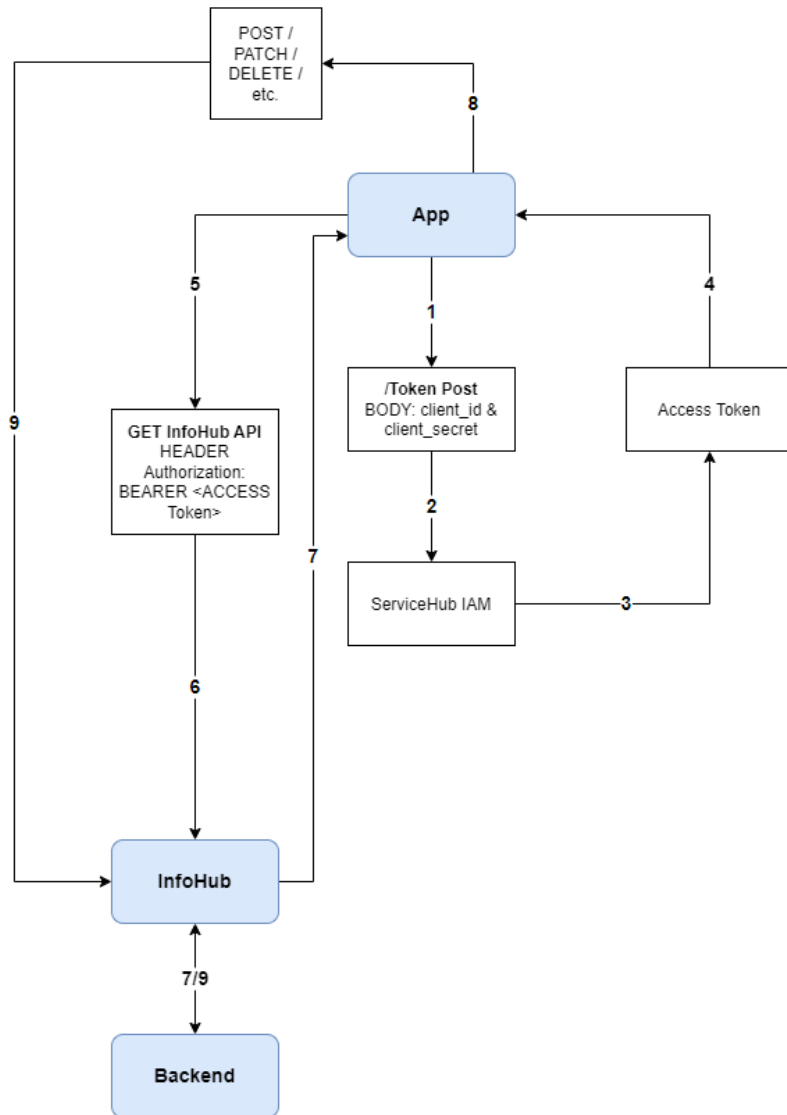 POST /
PATCH /
DELETE /
etc.
8
App
5
4
1
/Token Post
BODY: client_id &
client_secret
Access Token
9
GET InfoHub API
HEADER
Authorization:
BEARER <ACCESS
Token>
2
7
ServiceHub IAM
3
6
InfoHub
7/9
Backend